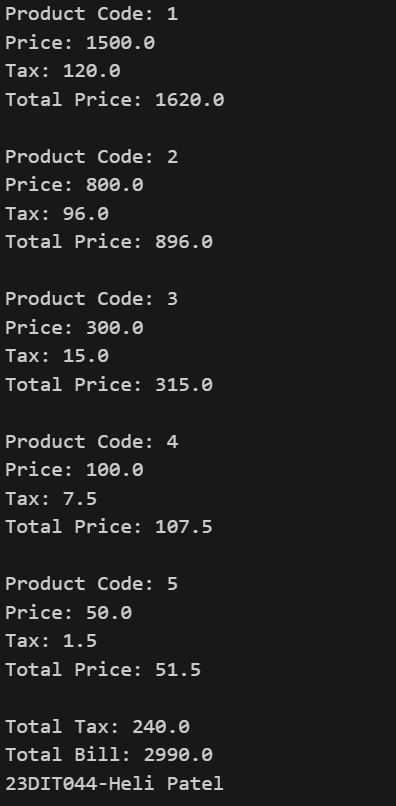 Product Code: 1
Price: 1500.0
Tax: 120.0
Total Price: 1620.0
Product Code: 2
Price: 800.0
Tax: 96.0
Total Price: 896.0
Product Code: 3
Price: 300.0
Tax: 15.0
Total Price: 315.0
Product Code: 4
Price: 100.0
Tax: 7.5
Total Price: 107.5
Product Code: 5
Price: 50.0
Tax: 1.5
Total Price: 51.5
Total Tax: 240.0
Total Bill: 2990.0
23DIT044-Heli Patel